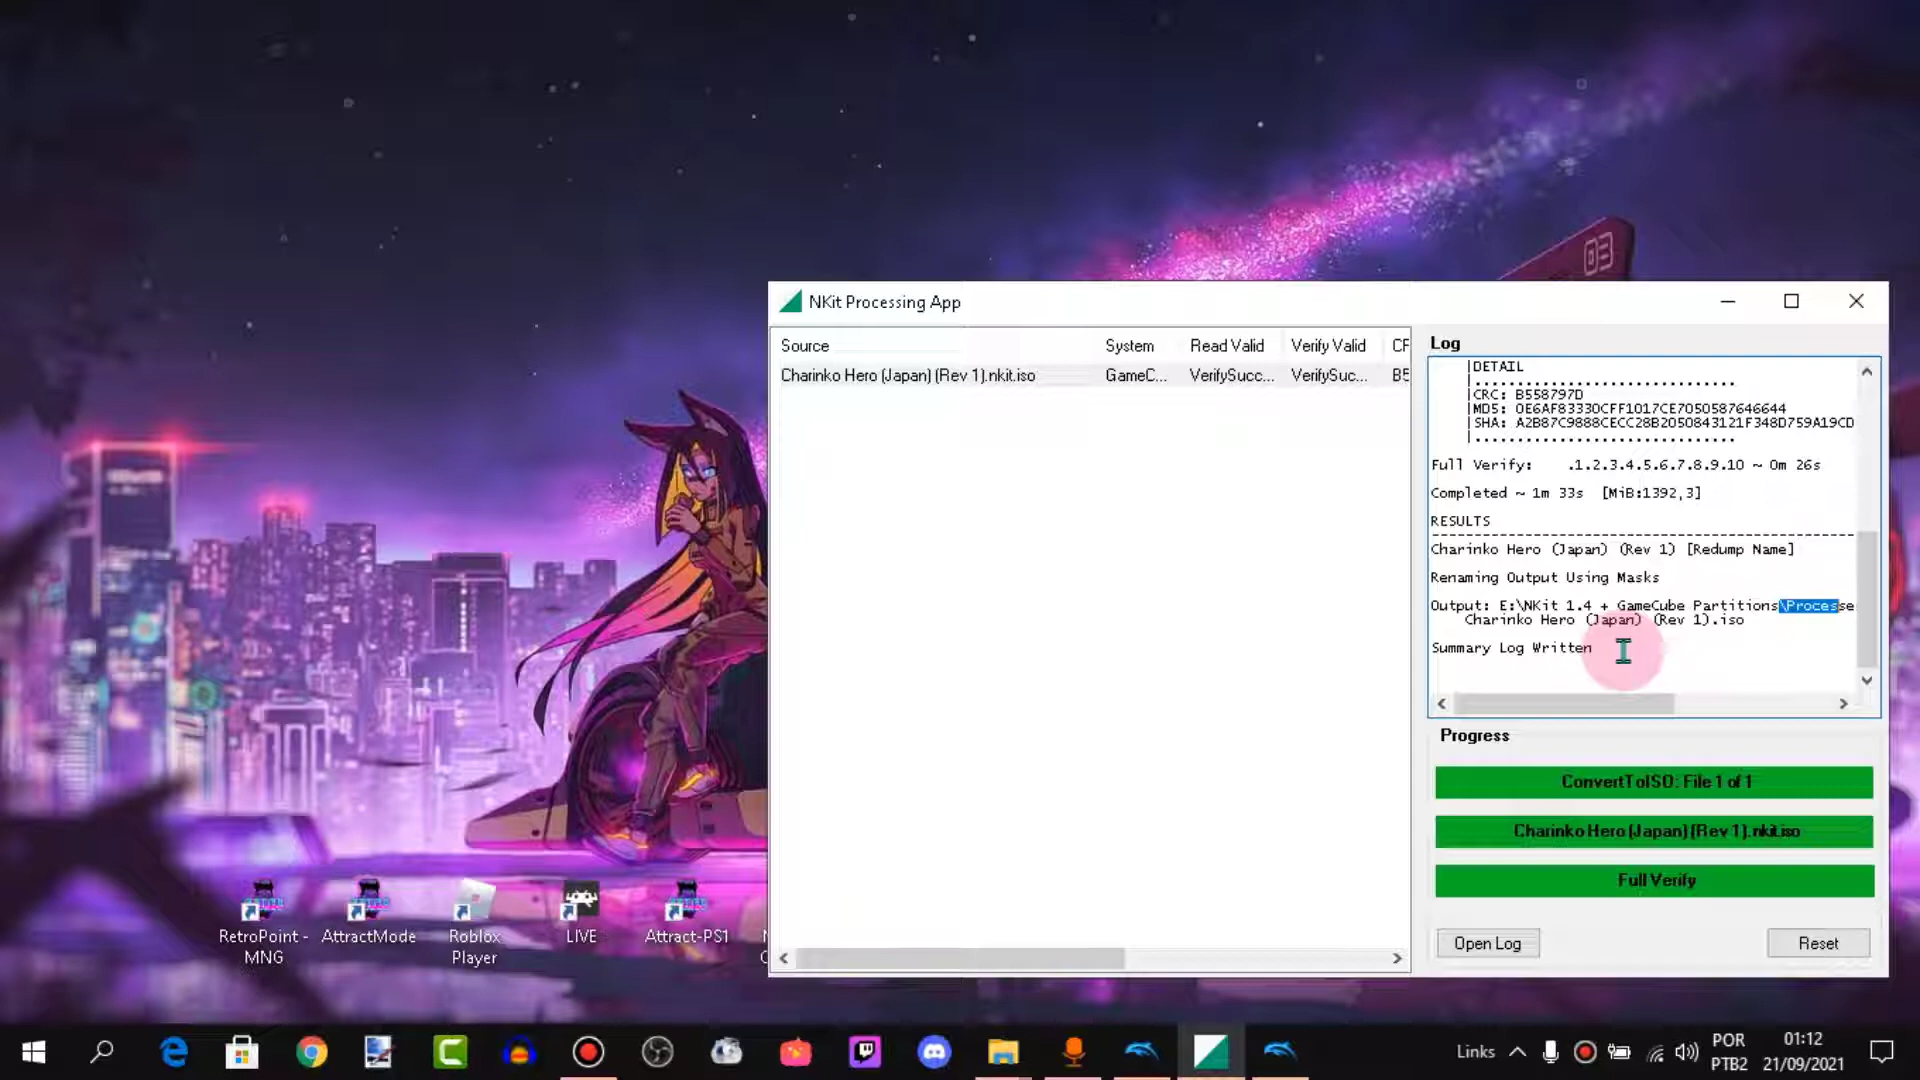 03
NKit Processing App
Source System Read Valid Verify Valid CF
Charinko Hero (Japan) (Rev 1).nkit.iso GameC... VerifySucc... VerifySuc... B5
Log
|DETAIL
|...............................
|CRC: B558797D
|MD5: 0E6AF83330CFF1017CE7050587646644
|SHA: A2B87C9888CECC28B2050843121F348D759A19CD
|...............................
Full Verify: .1.2.3.4.5.6.7.8.9.10 ~ 0m 26s
Completed ~ 1m 33s [MiB:1392,3]
RESULTS
Charinko Hero (Japan) (Rev 1) [Redump Name]
Renaming Output Using Masks
Output: E:\NKit 1.4 + GameCube Partitions\Processe
Charinko Hero (Japan) (Rev 1).iso
Summary Log Written
Progress
ConvertToISO: File 1 of 1
Charinko Hero (Japan) (Rev 1).nkit.iso
Full Verify
Open Log Reset
RetroPoint - MNG
AttractMode
Roblox Player
LIVE
Attract-PS1
Links
POR
PTB2
01:12
21/09/2021